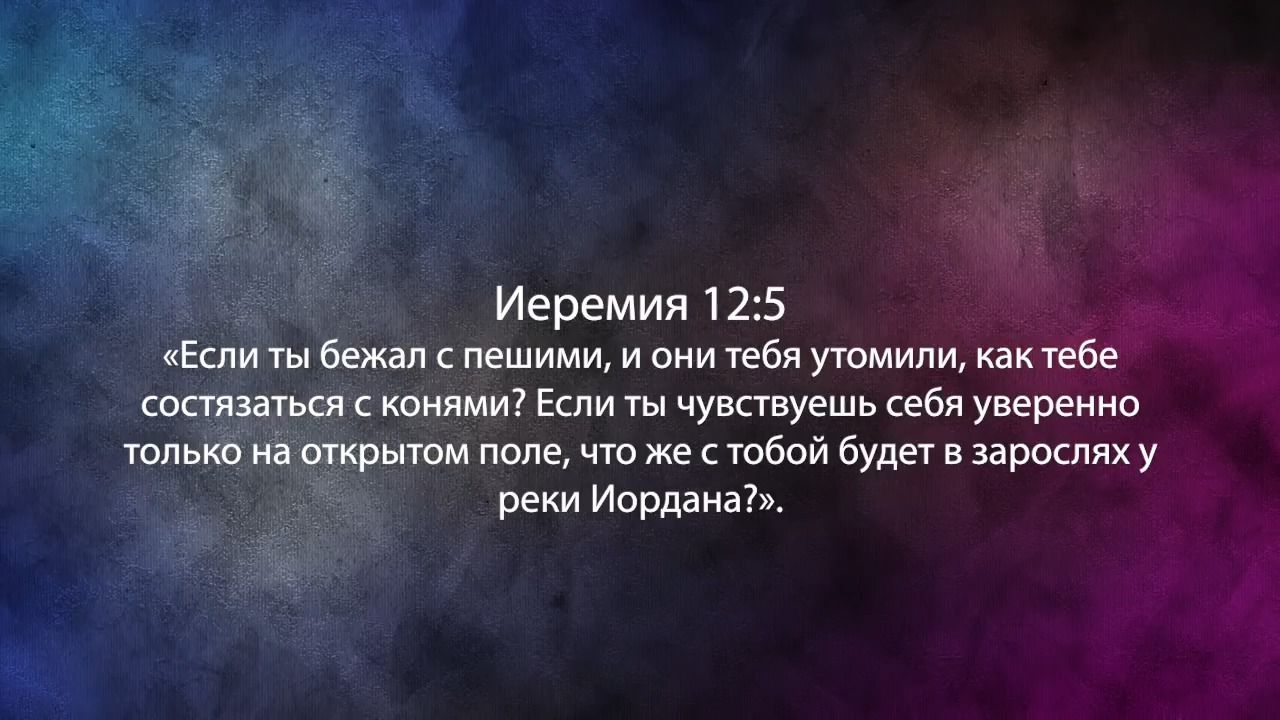 Иеремия 12:5
«Если ты бежал с пешими, и они тебя утомили, как тебе
состязаться с конями? Если ты чувствуешь себя уверенно
только на открытом поле, что же с тобой будет в зарослях у
реки Иордана?».